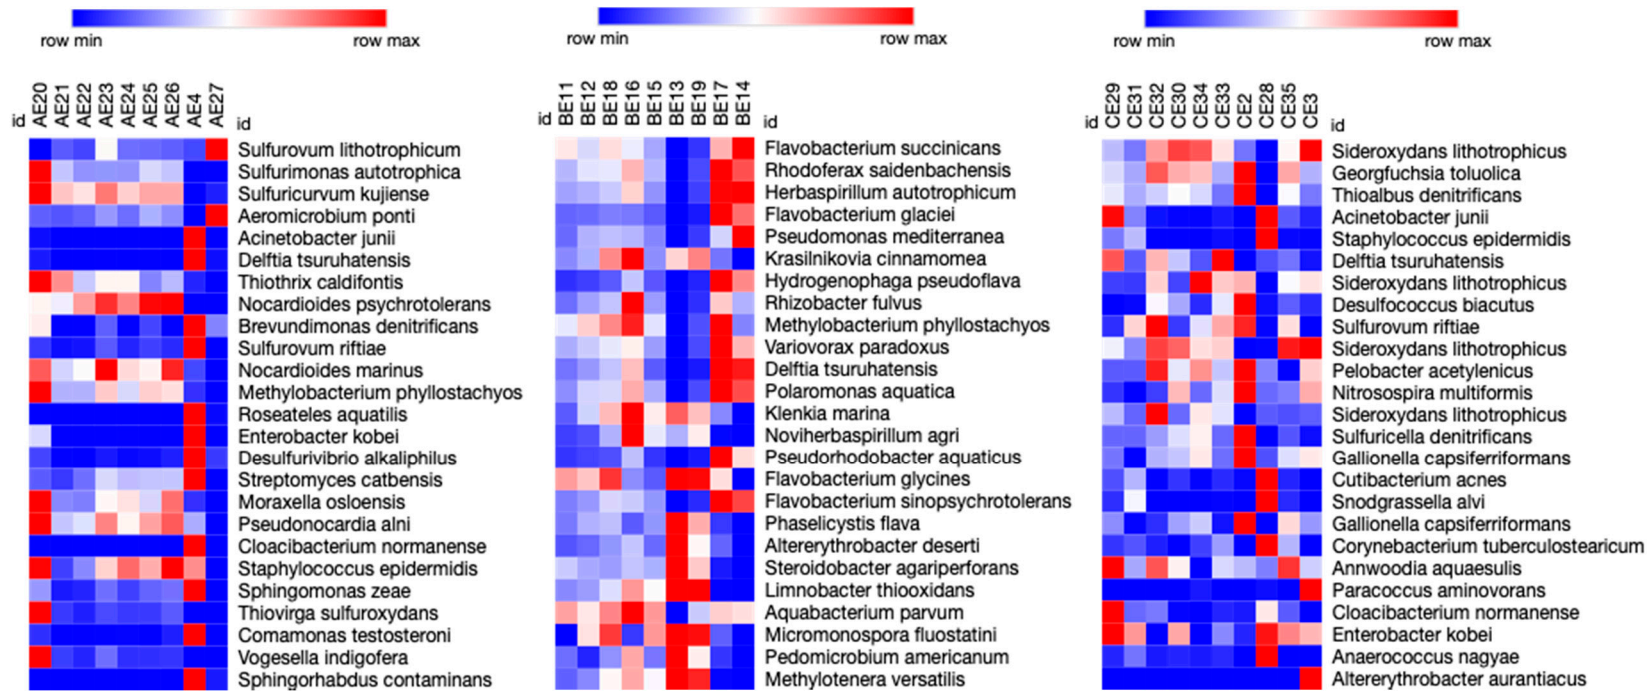 row min row max
id AE20 AE21 AE22 AE23 AE24 AE25 AE26 AE4 AE27 id
Sulfurovum lithotrophicum
Sulfurimonas autotrophica
Sulfuricurvum kujiense
Aeromicrobium ponti
Acinetobacter junii
Delftia tsuruhatensis
Thiothrix caldifontis
Nocardioides psychrotolerans
Brevundimonas denitrificans
Sulfurovum riftiae
Nocardioides marinus
Methylobacterium phyllostachyos
Roseateles aquatilis
Enterobacter kobei
Desulfurivibrio alkaliphilus
Streptomyces catbensis
Moraxella osloensis
Pseudonocardia alni
Cloacibacterium normanense
Staphylococcus epidermidis
Sphingomonas zeae
Thiovirga sulfuroxydans
Comamonas testosteroni
Vogesella indigofera
Sphingorhabdus contaminans
row min row max
id BE11 BE12 BE18 BE16 BE15 BE13 BE19 BE17 BE14 id
Flavobacterium succinicans
Rhodoferax saidenbachensis
Herbaspirillum autotrophicum
Flavobacterium glaciei
Pseudomonas mediterranea
Krasilnikovia cinnamomea
Hydrogenophaga pseudoflava
Rhizobacter fulvus
Methylobacterium phyllostachyos
Variovorax paradoxus
Delftia tsuruhatensis
Polaromonas aquatica
Klenkia marina
Noviherbaspirillum agri
Pseudorhodobacter aquaticus
Flavobacterium glycines
Flavobacterium sinopsychrotolerans
Phaselicystis flava
Altererythrobacter deserti
Steroidobacter agariperforans
Limnobacter thiooxidans
Aquabacterium parvum
Micromonospora fluostatini
Pedomicrobium americanum
Methylotenera versatilis
row min row max
id CE29 CE31 CE32 CE30 CE34 CE33 CE2 CE28 CE35 CE3 id
Sideroxydans lithotrophicus
Georgfuchsia toluolica
Thioalbus denitrificans
Acinetobacter junii
Staphylococcus epidermidis
Delftia tsuruhatensis
Sideroxydans lithotrophicus
Desulfococcus biacutus
Sulfurovum riftiae
Sideroxydans lithotrophicus
Pelobacter acetylenicus
Nitrosospira multiformis
Sideroxydans lithotrophicus
Sulfuricella denitrificans
Gallionella capsiferriformans
Cutibacterium acnes
Snodgrassella alvi
Gallionella capsiferriformans
Corynebacterium tuberculostearicum
Annwoodia aquaesulis
Paracoccus aminovorans
Cloacibacterium normanense
Enterobacter kobei
Anaerococcus nagyae
Altererythrobacter aurantiacus